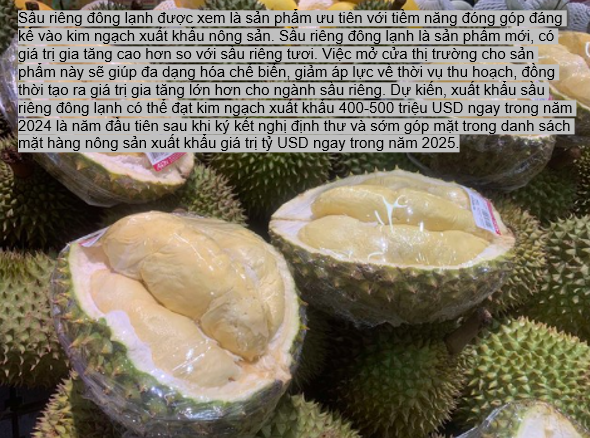 Sầu riêng đông lạnh được xem là sản phẩm ưu tiên với tiềm năng đóng góp đáng
kể vào kim ngạch xuất khẩu nông sản. Sầu riêng đông lạnh là sản phẩm mới, có
giá trị gia tăng cao hơn so với sầu riêng tươi. Việc mở cửa thị trường cho sản
phẩm này sẽ giúp đa dạng hóa chế biến, giảm áp lực về thời vụ thu hoạch, đồng
thời tạo ra giá trị gia tăng lớn hơn cho ngành sầu riêng. Dự kiến, xuất khẩu sầu
riêng đông lạnh có thể đạt kim ngạch xuất khẩu 400-500 triệu USD ngay trong năm
2024 là năm đầu tiên sau khi ký kết nghị định thư và sớm góp mặt trong danh sách
mặt hàng nông sản xuất khẩu giá trị tỷ USD ngay trong năm 2025.